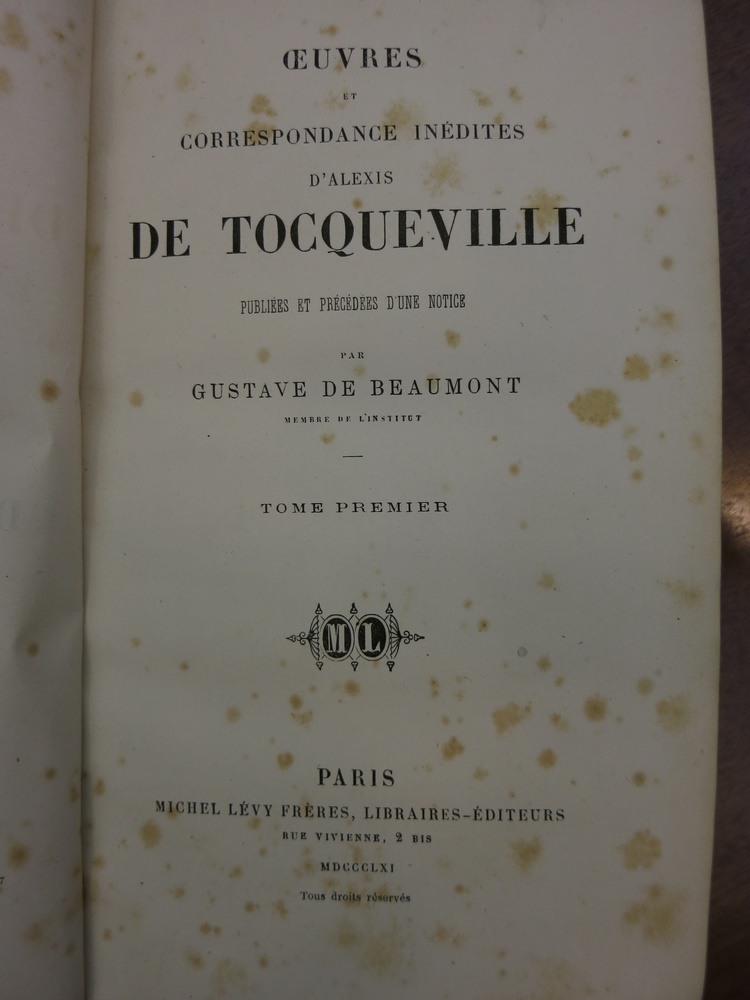 ŒUVRES
ET
CORRESPONDANCE INÉDITES
D'ALEXIS
DE TOCQUEVILLE
PUBLIÉES ET PRÉCÉDÉES D'UNE NOTICE
PAR
GUSTAVE DE BEAUMONT
MEMBRE DE L'INSTITUT
TOME PREMIER
M L
PARIS
MICHEL LÉVY FRÈRES, LIBRAIRES-ÉDITEURS
RUE VIVIENNE, 2 BIS
MDCCCLXI
Tous droits réservés